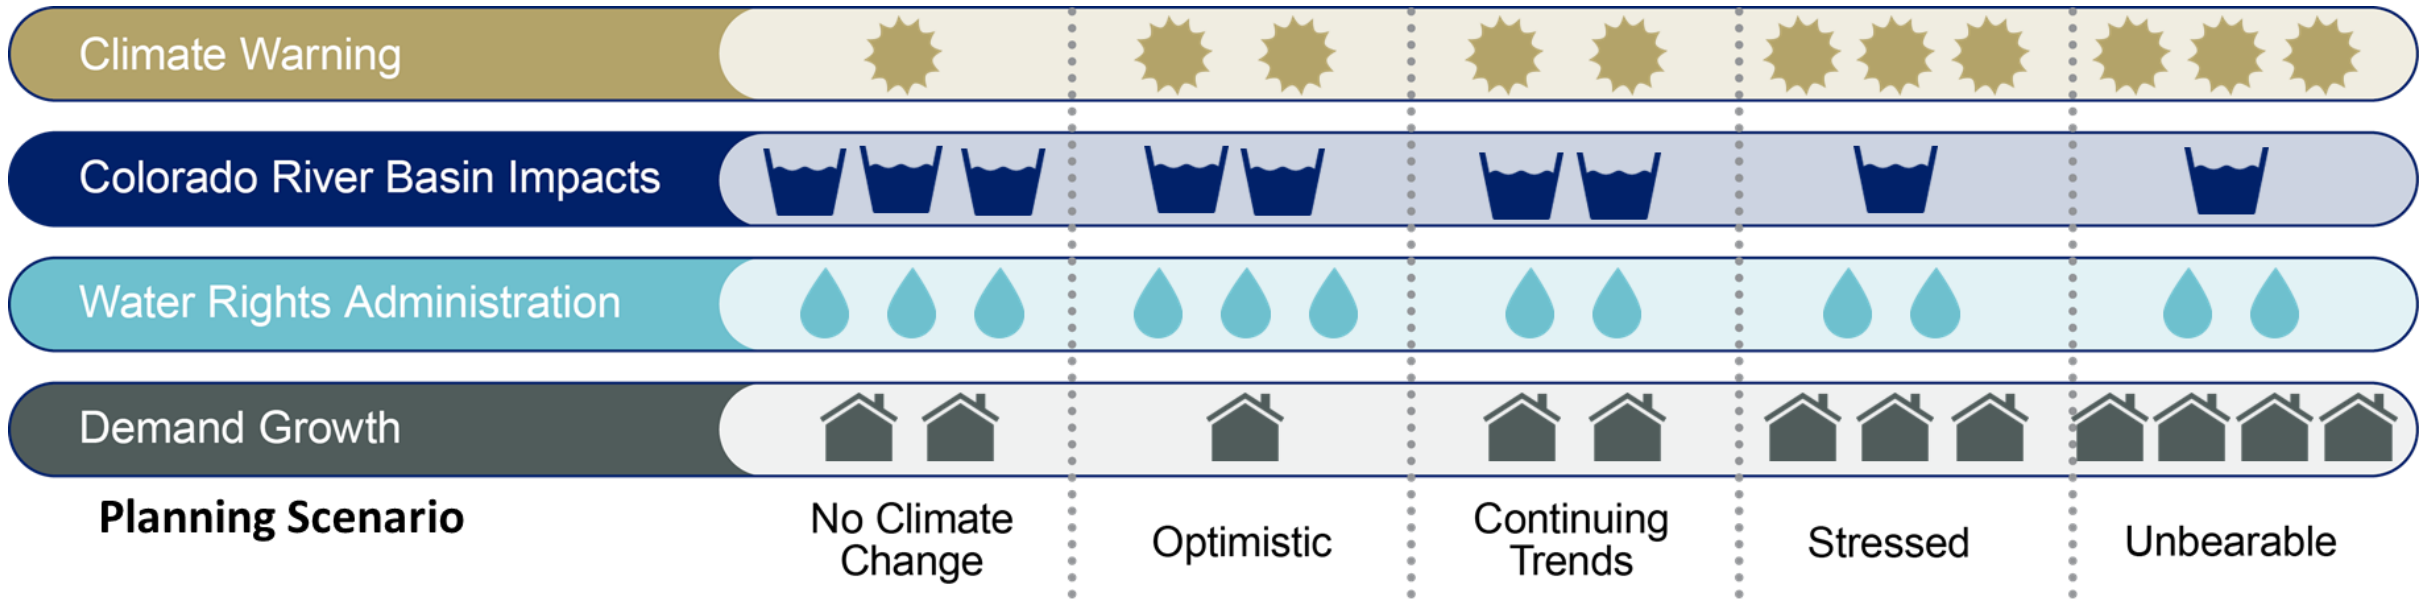 Climate Warning
Colorado River Basin Impacts
Water Rights Administration
Demand Growth
Planning Scenario
No Climate
Change
Optimistic
Continuing
Trends
Stressed
Unbearable